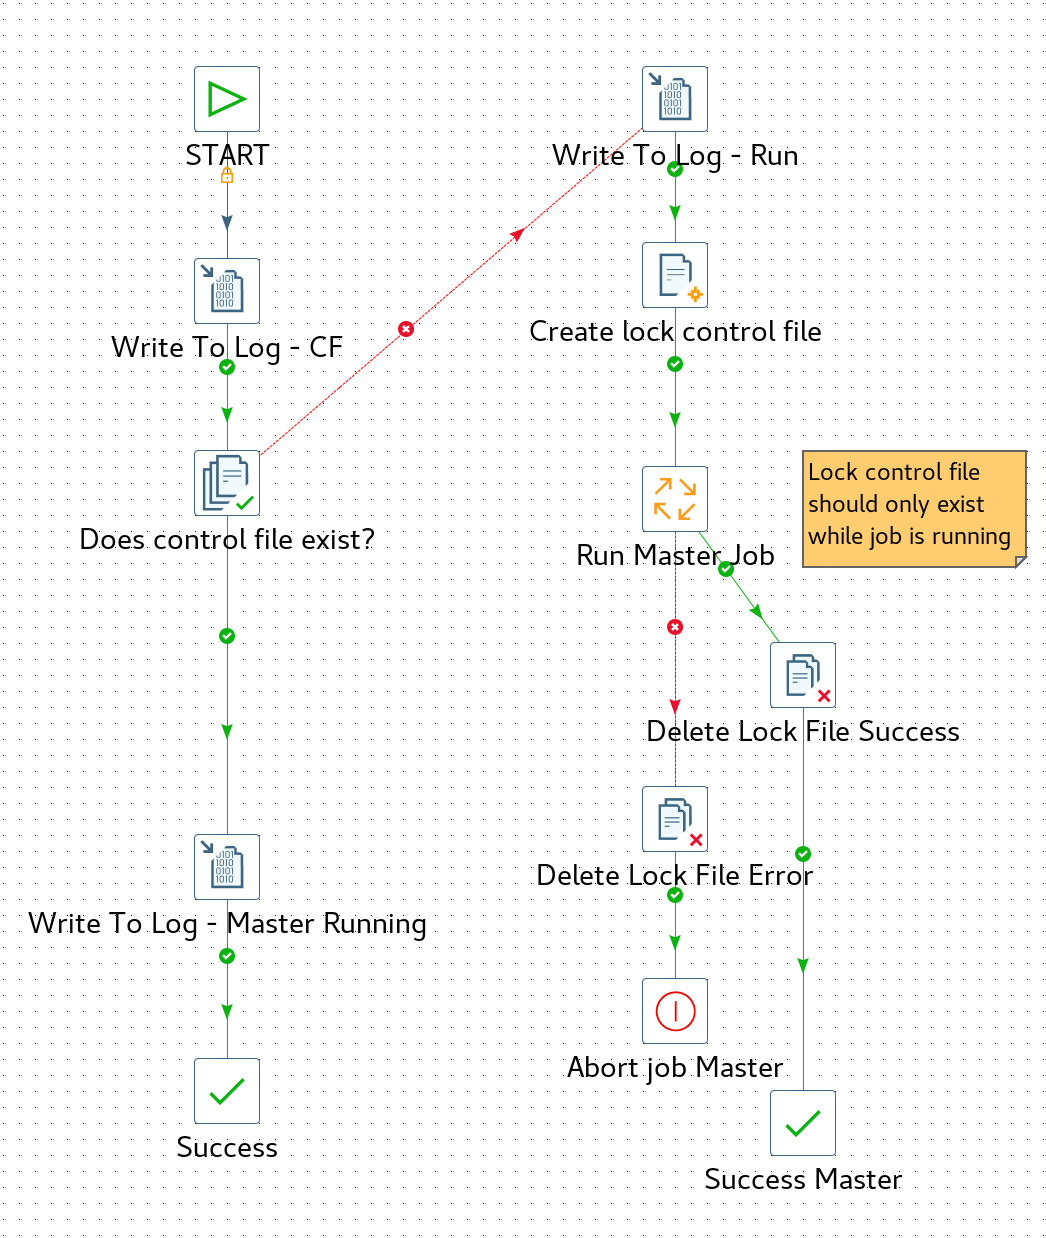 START
Write To Log - CF
Does control file exist?
Write To Log - Master Running
Success
Write To Log - Run
Create lock control file
Run Master Job
Lock control file
should only exist
while job is running
Delete Lock File Success
Delete Lock File Error
Abort job Master
Success Master